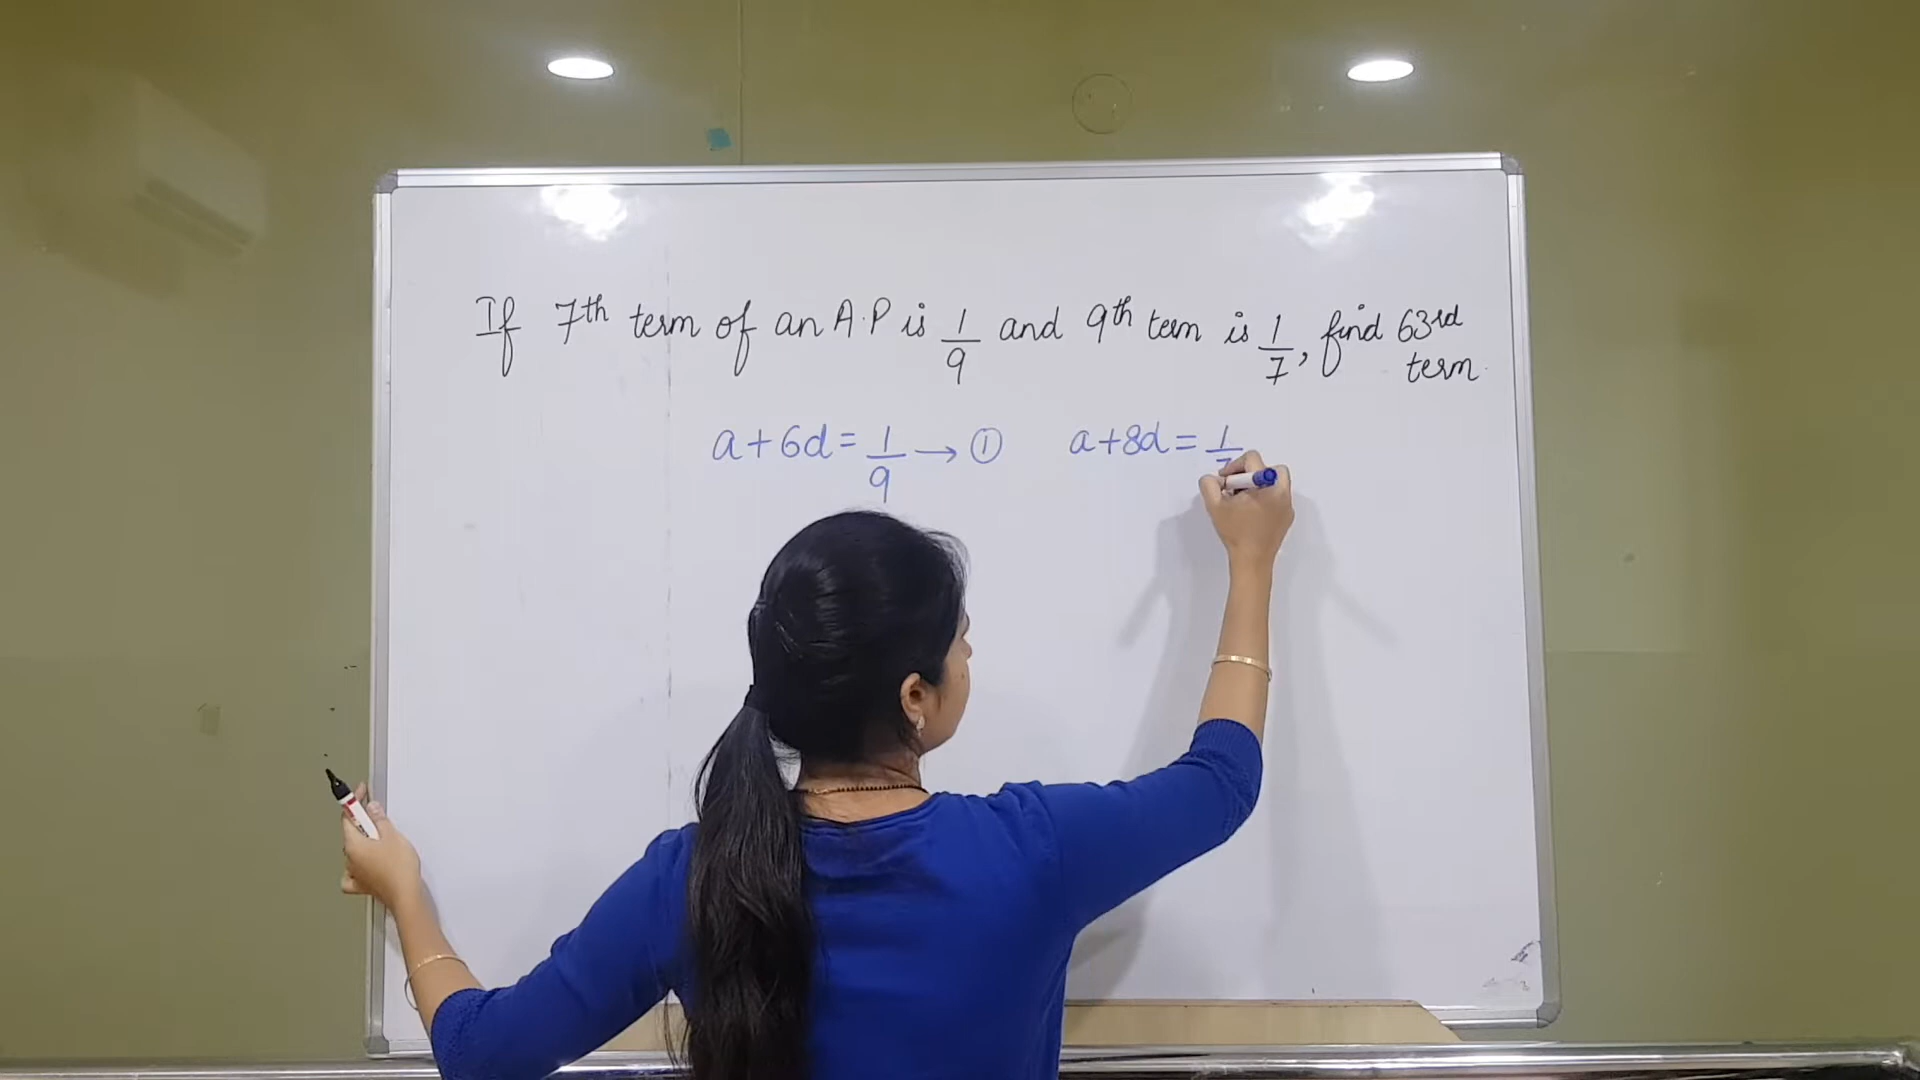 If 7th term of an A.P is 1/9 and 9th term is 1/7, find 63rd
term.
a+6d = 1/9 → ① a+8d = 1/7